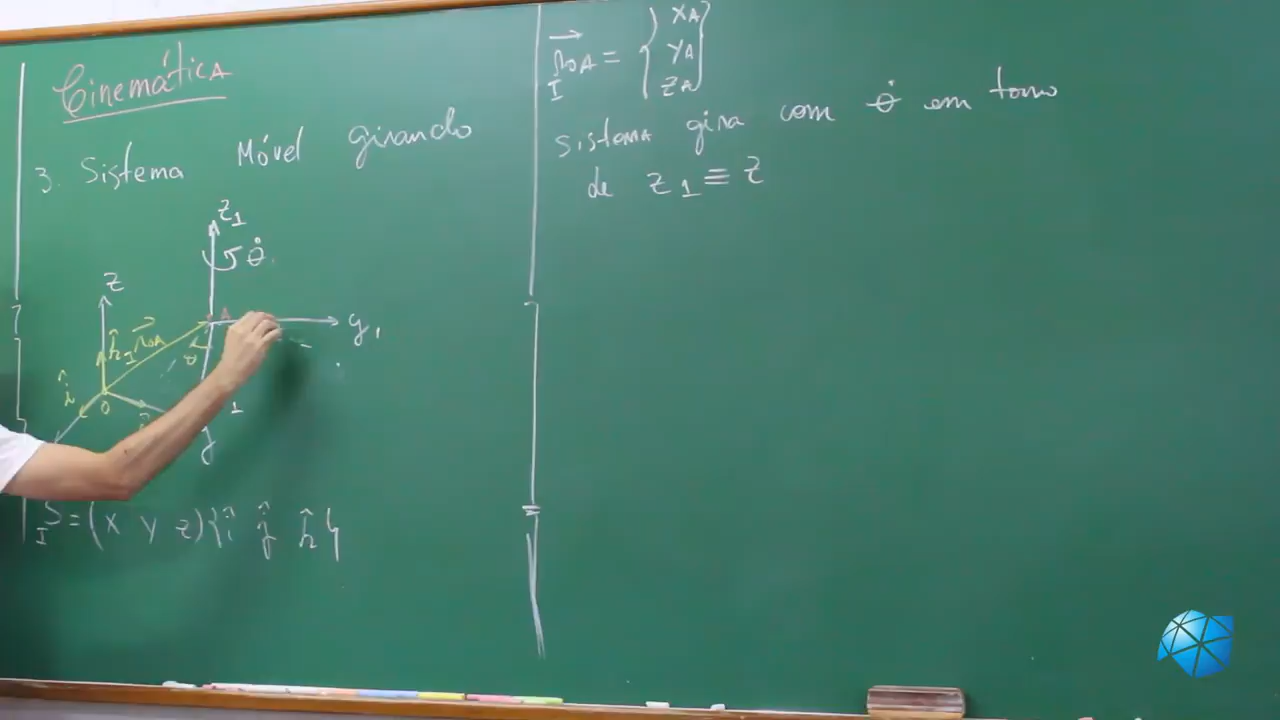 Cinemática
3. Sistema Móvel girando
z1
θ̇
z
A
y1
k̂
I r⃗OA
î
O
1
I S = (x y z){î ĵ k̂}
I r⃗OA = { xA
yA
zA }
sistema gira com θ̇ em torno
de z1 ≡ z